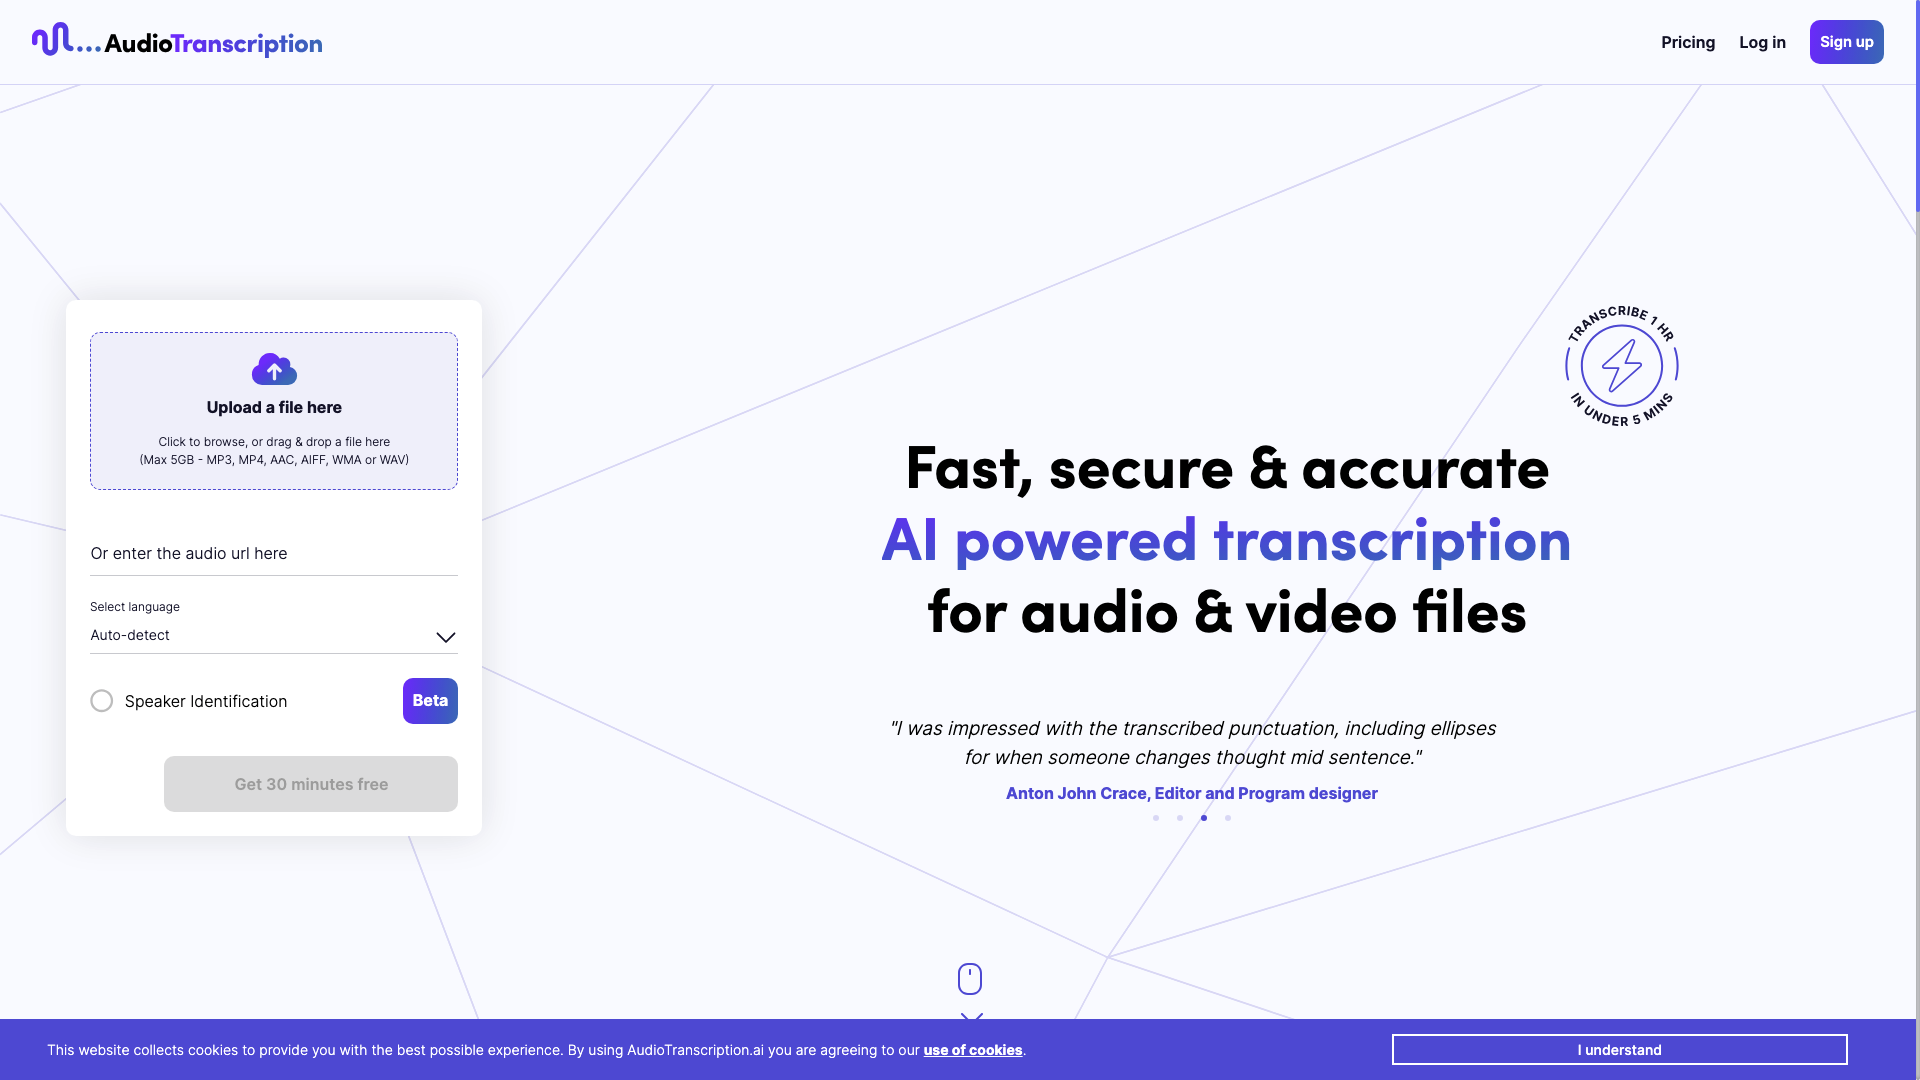 AudioTranscription
Pricing
Log in
Sign up
Upload a file here
Click to browse, or drag & drop a file here
(Max 5GB - MP3, MP4, AAC, AIFF, WMA or WAV)
Or enter the audio url here
Select language
Auto-detect
Speaker Identification
Beta
Get 30 minutes free
TRANSCRIBE 1 HR
IN UNDER 5 MINS
Fast, secure & accurate
AI powered transcription
for audio & video files
"I was impressed with the transcribed punctuation, including ellipses
for when someone changes thought mid sentence."
Anton John Crace, Editor and Program designer
This website collects cookies to provide you with the best possible experience. By using AudioTranscription.ai you are agreeing to our use of cookies.
I understand